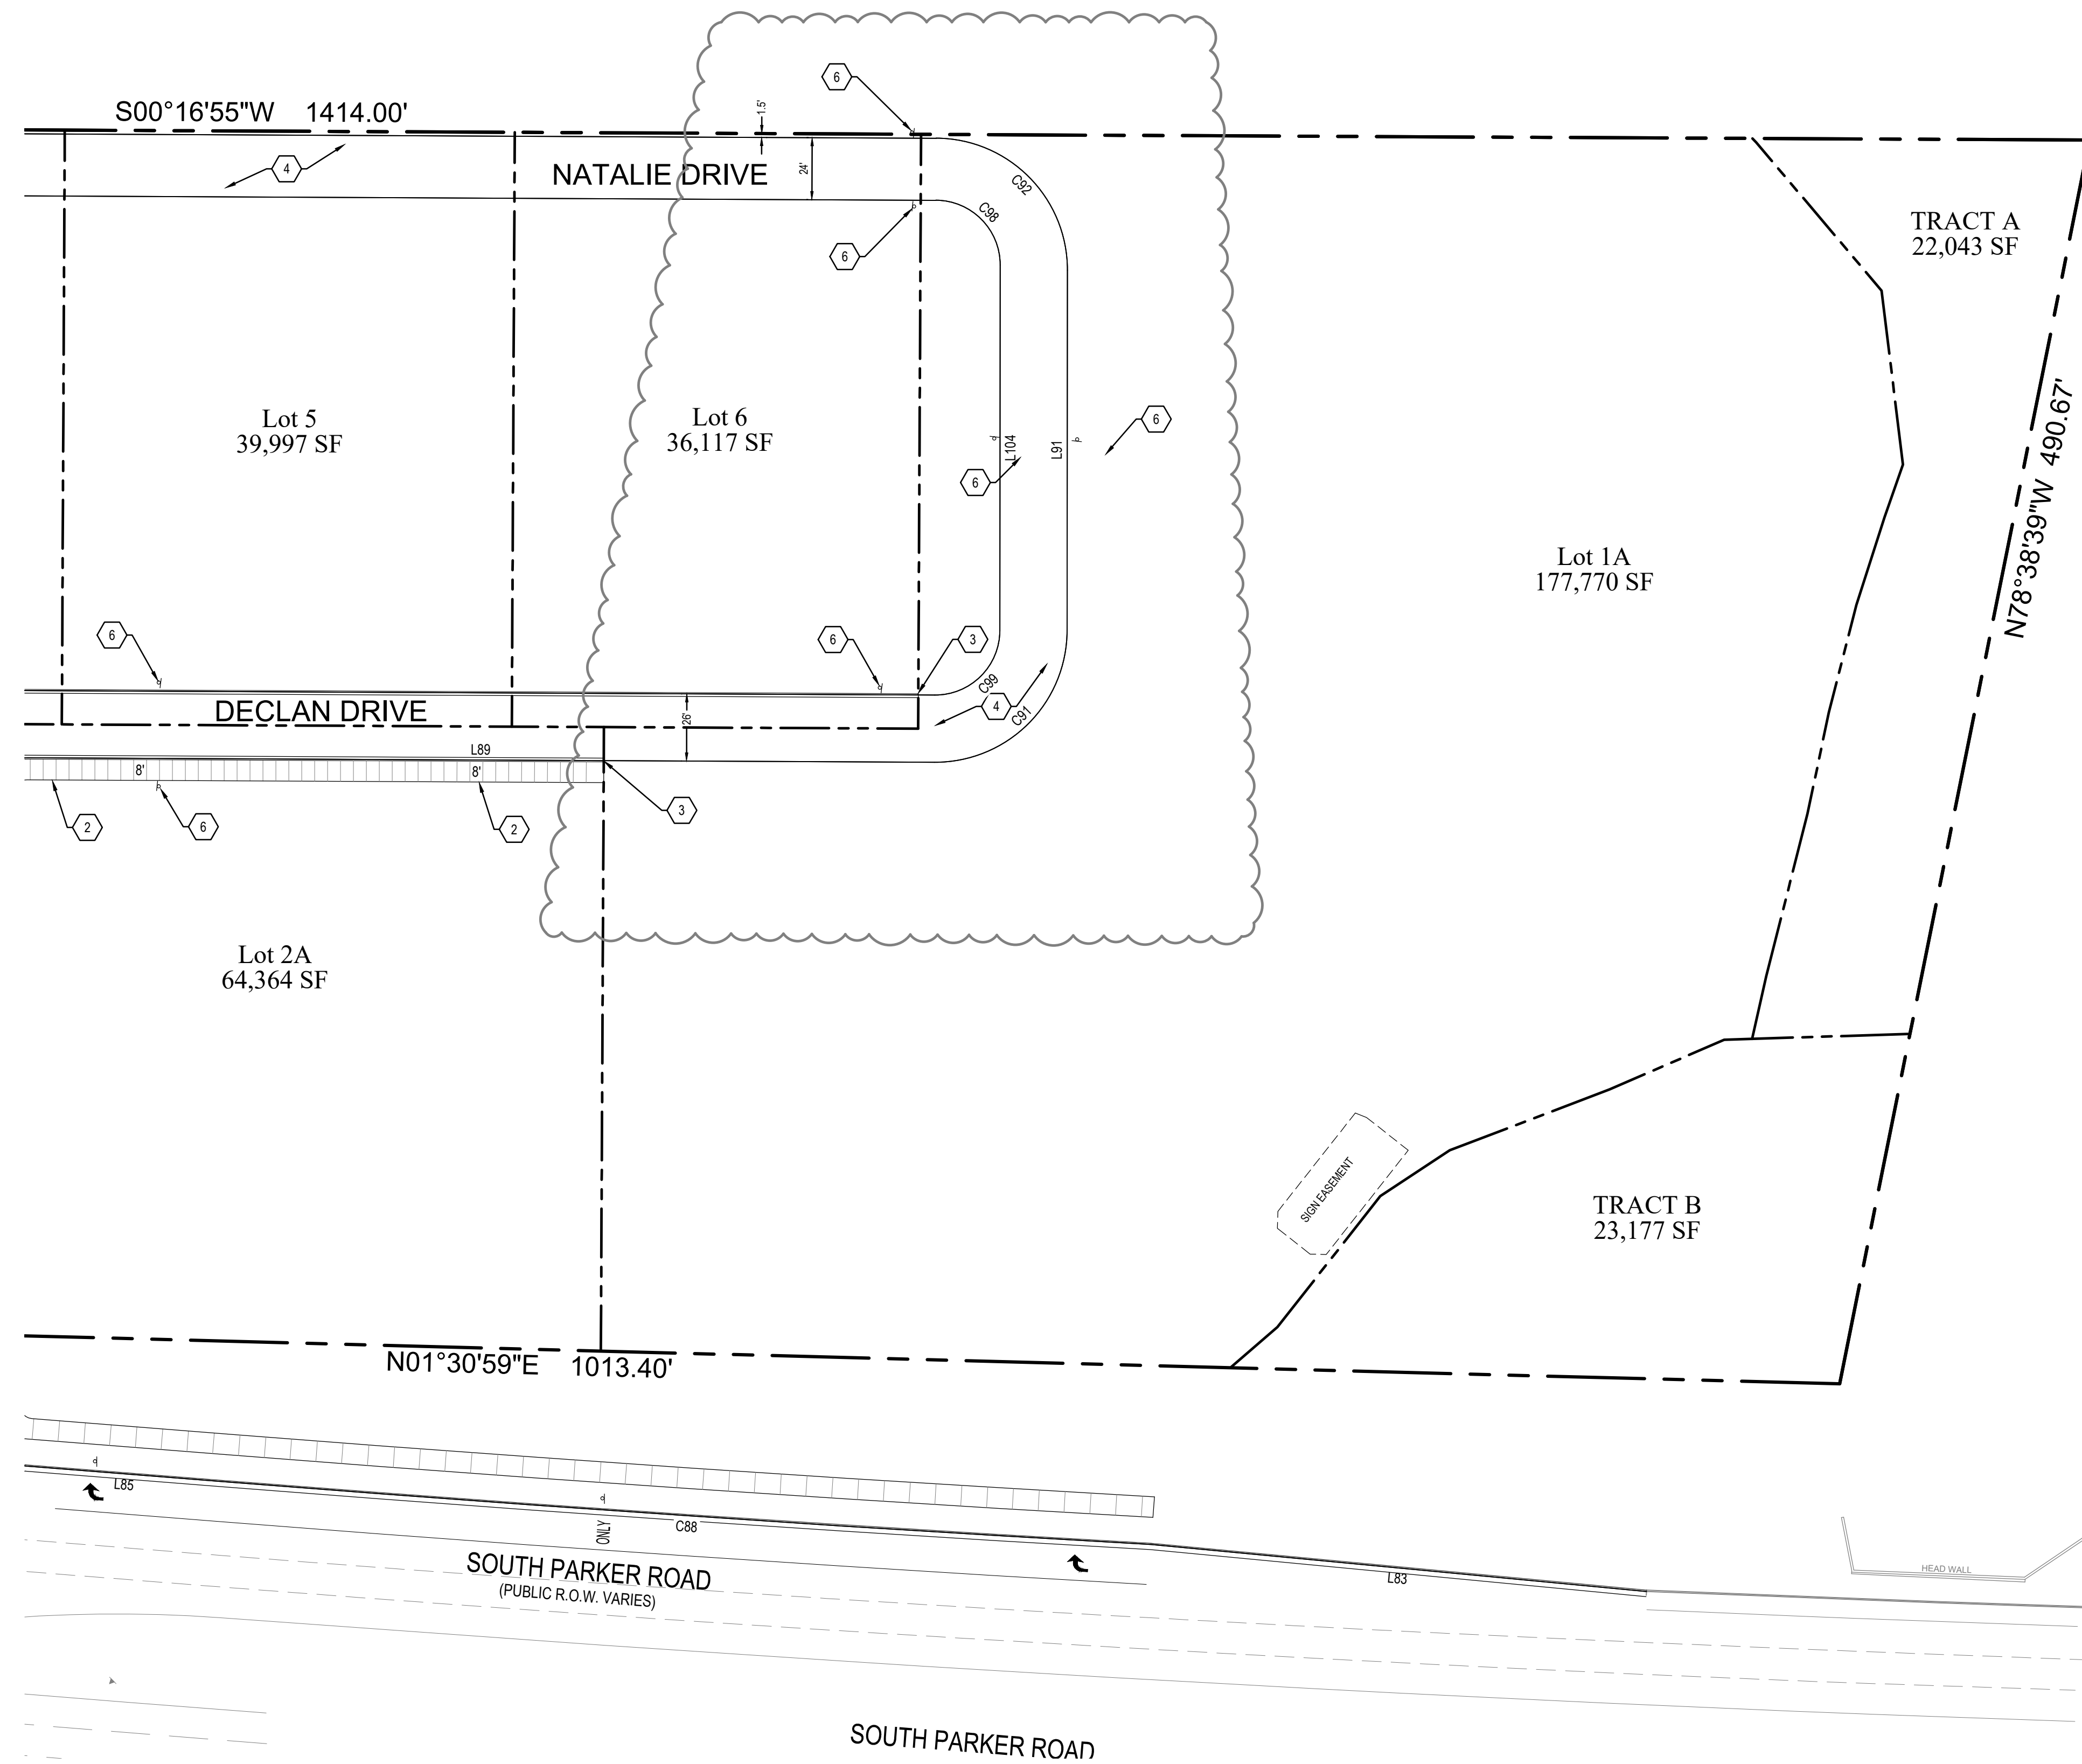 6
S00°16'55"W 1414.00'
1.5'
4
NATALIE DRIVE
24'
C92
C98
6
TRACT A
22,043 SF
Lot 5
39,997 SF
Lot 6
36,117 SF
6
L104
L91
6
N78°38'39"W 490.67'
Lot 1A
177,770 SF
6
6
3
C99
4
C91
DECLAN DRIVE
26'
L89
8'
8'
2
6
2
3
Lot 2A
64,364 SF
SIGN EASEMENT
TRACT B
23,177 SF
N01°30'59"E 1013.40'
L85
ONLY
C88
SOUTH PARKER ROAD
(PUBLIC R.O.W. VARIES)
L83
HEAD WALL
SOUTH PARKER ROAD